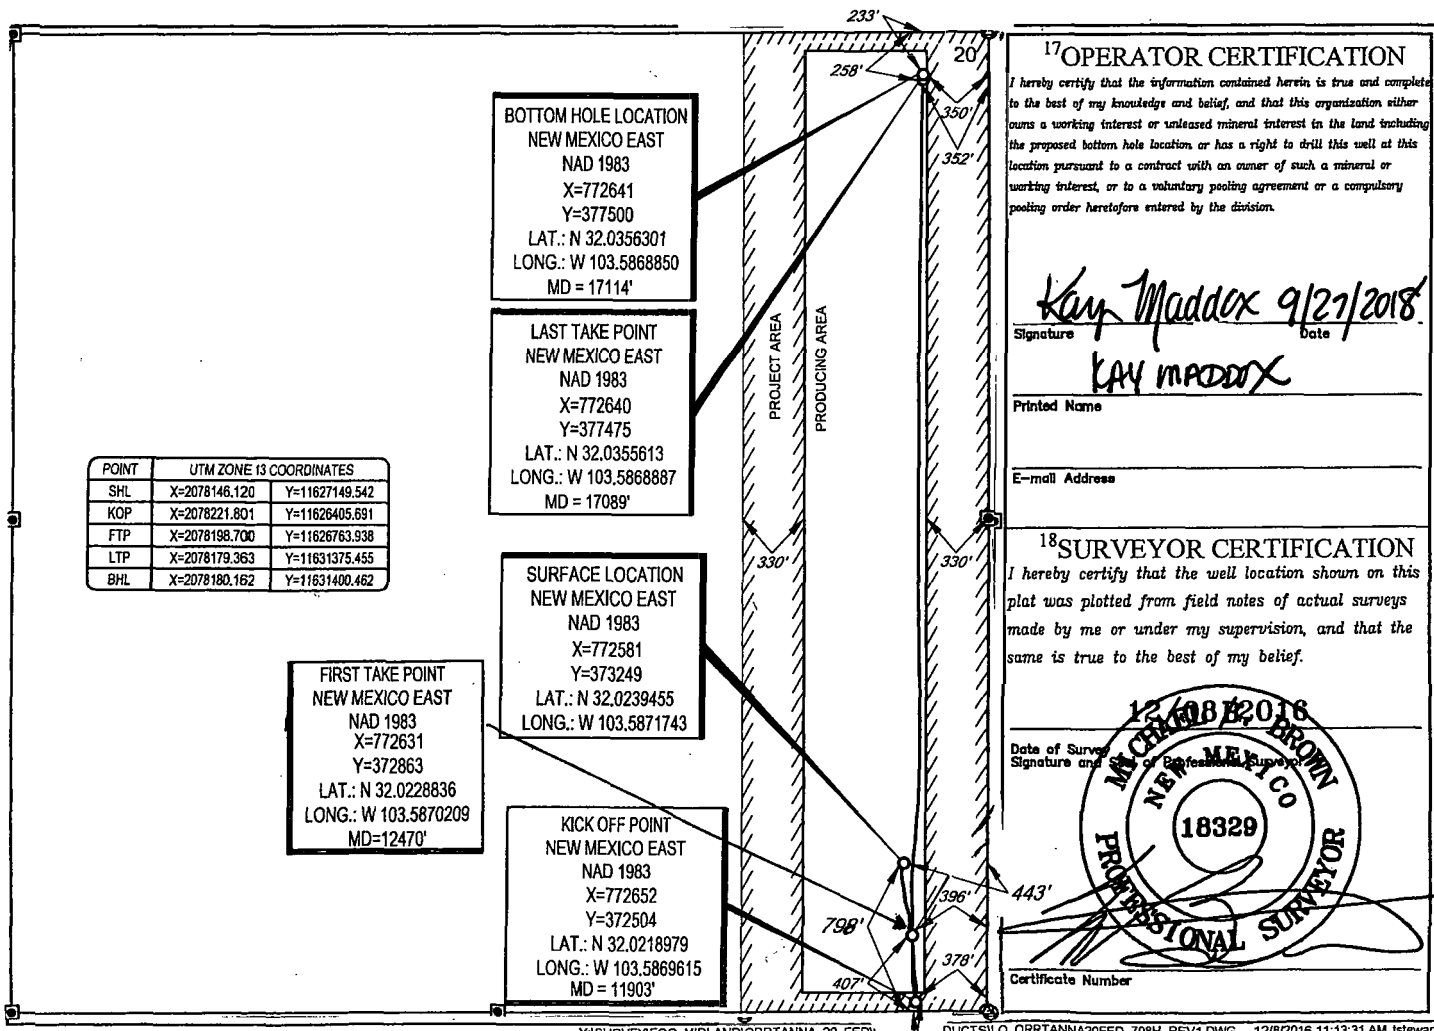 233'
20
258'
350'
352'
BOTTOM HOLE LOCATION
NEW MEXICO EAST
NAD 1983
X=772641
Y=377500
LAT.: N 32.0356301
LONG.: W 103.5868850
MD = 17114'
LAST TAKE POINT
NEW MEXICO EAST
NAD 1983
X=772640
Y=377475
LAT.: N 32.0355613
LONG.: W 103.5868887
MD = 17089'
PROJECT AREA
PRODUCING AREA
POINT UTM ZONE 13 COORDINATES
SHL X=2078146.120 Y=11627149.542
KOP X=2078221.801 Y=11626405.691
FTP X=2078198.700 Y=11626763.938
LTP X=2078179.363 Y=11631375.455
BHL X=2078180.162 Y=11631400.462
330'
330'
SURFACE LOCATION
NEW MEXICO EAST
NAD 1983
X=772581
Y=373249
LAT.: N 32.0239455
LONG.: W 103.5871743
FIRST TAKE POINT
NEW MEXICO EAST
NAD 1983
X=772631
Y=372863
LAT.: N 32.0228836
LONG.: W 103.5870209
MD=12470'
KICK OFF POINT
NEW MEXICO EAST
NAD 1983
X=772652
Y=372504
LAT.: N 32.0218979
LONG.: W 103.5869615
MD = 11903'
798'
396'
443'
407'
378'
17OPERATOR CERTIFICATION
I hereby certify that the information contained herein is true and complete
to the best of my knowledge and belief, and that this organization either
owns a working interest or unleased mineral interest in the land including
the proposed bottom hole location or has a right to drill this well at this
location pursuant to a contract with an owner of such a mineral or
working interest, or to a voluntary pooling agreement or a compulsory
pooling order heretofore entered by the division.
Kay Maddox 9/27/2018
Signature Date
KAY MADDOX
Printed Name
E-mail Address
18SURVEYOR CERTIFICATION
I hereby certify that the well location shown on this
plat was plotted from field notes of actual surveys
made by me or under my supervision, and that the
same is true to the best of my belief.
12/08/2016
Date of Survey
Signature and Seal of Professional Surveyor
MICHAEL B. BROWN
NEW MEXICO
18329
PROFESSIONAL SURVEYOR
Certificate Number
12/8/2016 11:13:31 AM